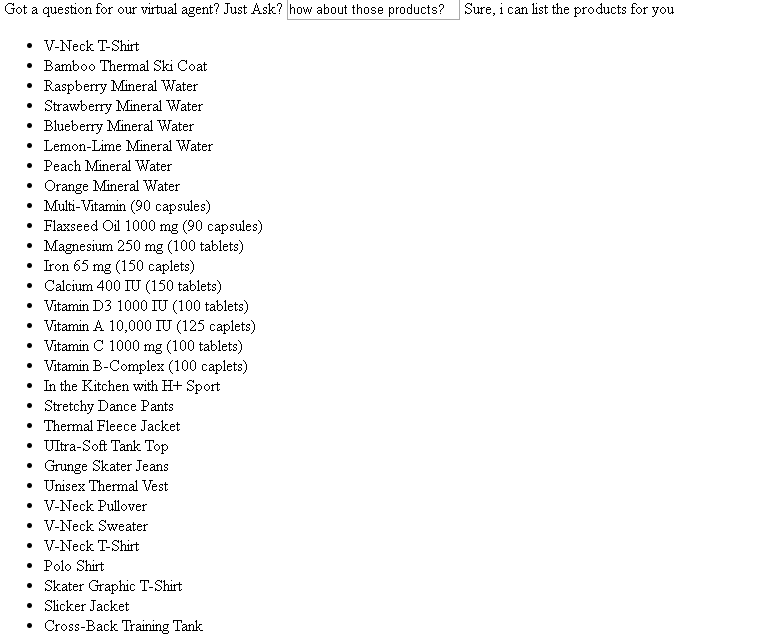 Got a question for our virtual agent? Just Ask? how about those products? Sure, i can list the products for you
V-Neck T-Shirt
Bamboo Thermal Ski Coat
Raspberry Mineral Water
Strawberry Mineral Water
Blueberry Mineral Water
Lemon-Lime Mineral Water
Peach Mineral Water
Orange Mineral Water
Multi-Vitamin (90 capsules)
Flaxseed Oil 1000 mg (90 capsules)
Magnesium 250 mg (100 tablets)
Iron 65 mg (150 caplets)
Calcium 400 IU (150 tablets)
Vitamin D3 1000 IU (100 tablets)
Vitamin A 10,000 IU (125 caplets)
Vitamin C 1000 mg (100 tablets)
Vitamin B-Complex (100 caplets)
In the Kitchen with H+ Sport
Stretchy Dance Pants
Thermal Fleece Jacket
Ultra-Soft Tank Top
Grunge Skater Jeans
Unisex Thermal Vest
V-Neck Pullover
V-Neck Sweater
V-Neck T-Shirt
Polo Shirt
Skater Graphic T-Shirt
Slicker Jacket
Cross-Back Training Tank